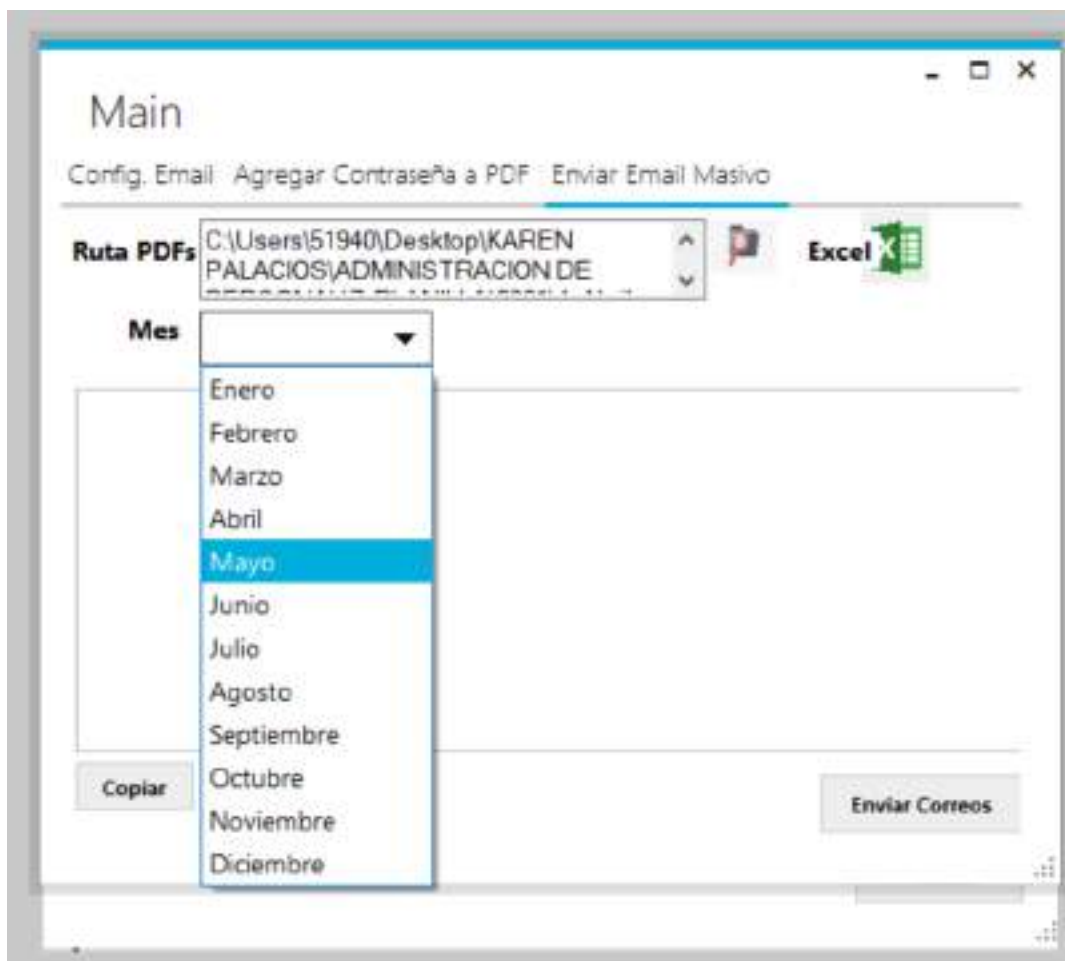 Main
Config. Email Agregar Contraseña a PDF Enviar Email Masivo
Ruta PDFs C:\Users\51940\Desktop\KAREN
PALACIOS\ADMINISTRACION DE
Excel
Mes
Enero
Febrero
Marzo
Abril
Mayo
Junio
Julio
Agosto
Septiembre
Octubre
Noviembre
Diciembre
Copiar
Enviar Correos